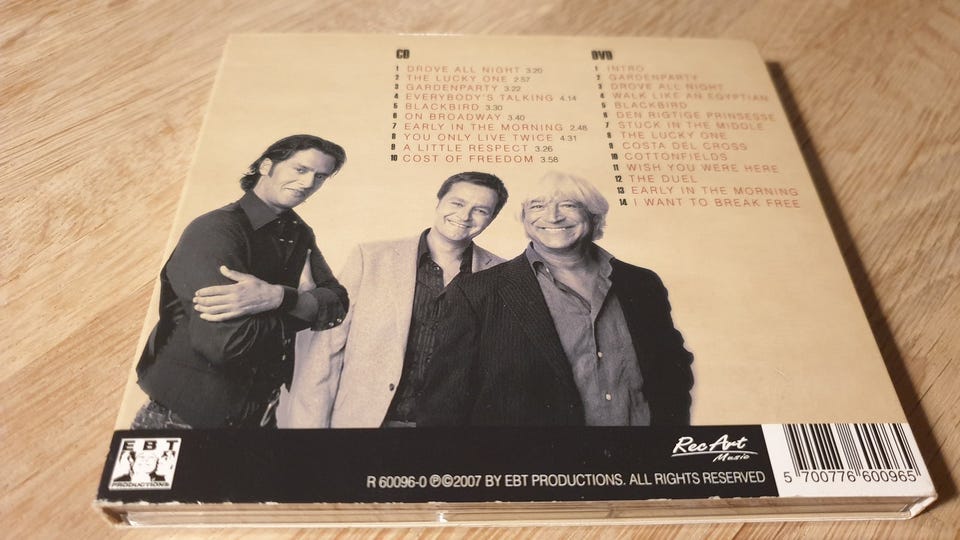 CD
1 DROVE ALL NIGHT 3.20
2 THE LUCKY ONE 2.57
3 GARDENPARTY 3.22
4 EVERYBODY'S TALKING 4.14
5 BLACKBIRD 3.30
6 ON BROADWAY 3.40
7 EARLY IN THE MORNING 2.48
8 YOU ONLY LIVE TWICE 4.31
9 A LITTLE RESPECT 3.26
10 COST OF FREEDOM 3.58
DVD
1 INTRO
2 GARDENPARTY
3 DROVE ALL NIGHT
4 WALK LIKE AN EGYPTIAN
5 BLACKBIRD
6 DEN RIGTIGE PRINSESSE
7 STUCK IN THE MIDDLE
8 THE LUCKY ONE
9 COSTA DEL CROSS
10 COTTONFIELDS
11 WISH YOU WERE HERE
12 THE DUEL
13 EARLY IN THE MORNING
14 I WANT TO BREAK FREE
EBT
PRODUCTIONS
RecArt
Music
R 60096-0 ℗©2007 BY EBT PRODUCTIONS. ALL RIGHTS RESERVED
5 700776 600965